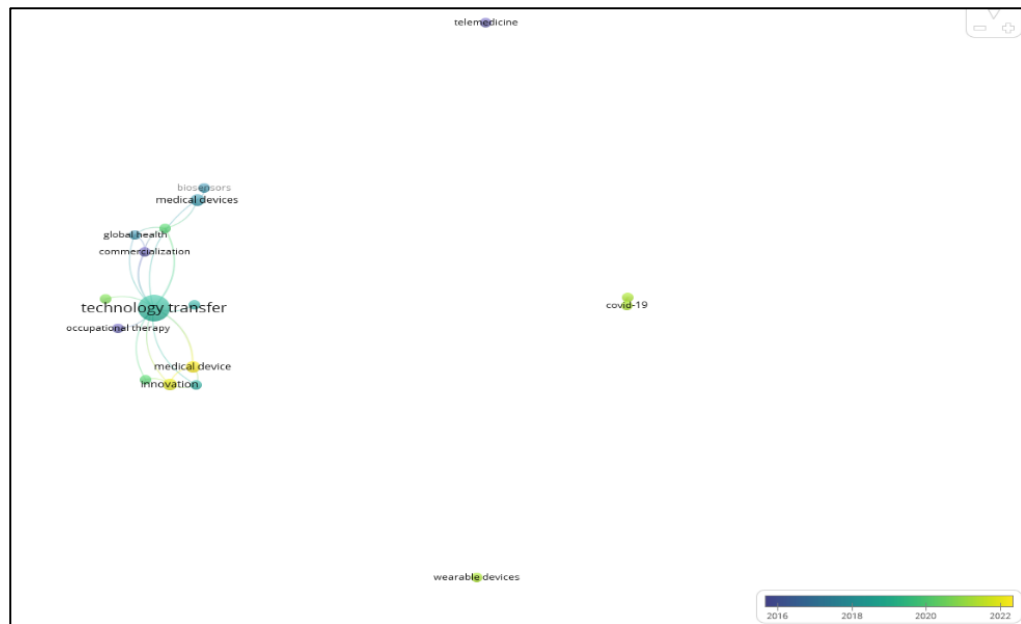 telemedicine
biosensors
medical devices
global health
commercialization
technology transfer
covid-19
occupational therapy
medical device
innovation
wearable devices
2016 2018 2020 2022